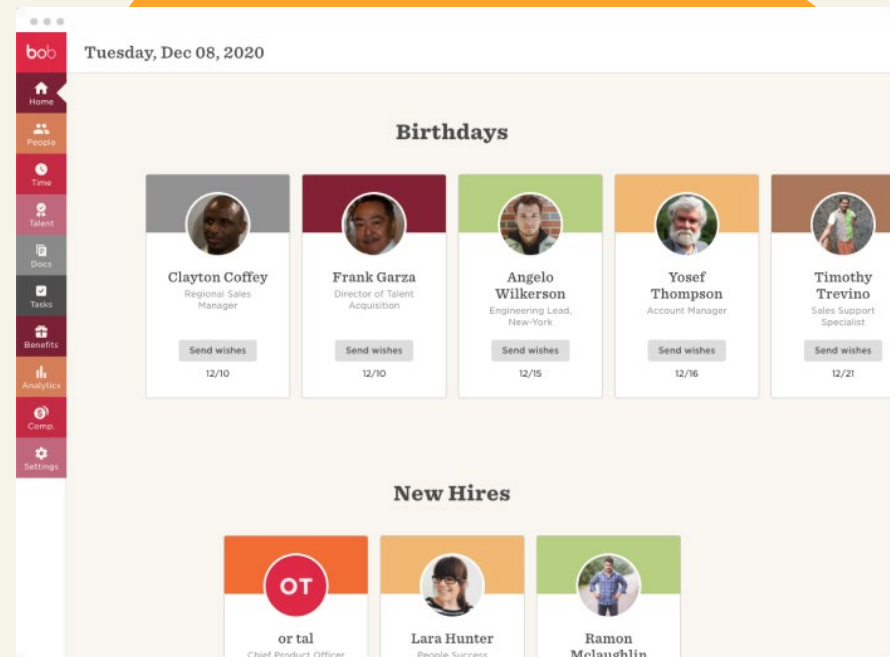 bob
Tuesday, Dec 08, 2020
Home
People
Time
Talent
Docs
Tasks
Benefits
Analytics
Comp.
Settings
Birthdays
Clayton Coffey
Regional Sales
Manager
Send wishes
12/10
Frank Garza
Director of Talent
Acquisition
Send wishes
12/10
Angelo
Wilkerson
Engineering Lead,
New-York
Send wishes
12/15
Yosef
Thompson
Account Manager
Send wishes
12/16
Timothy
Trevino
Sales Support
Specialist
Send wishes
12/21
New Hires
OT
or tal
Chief Product Officer
Lara Hunter
People Success
Ramon
Mclaughlin